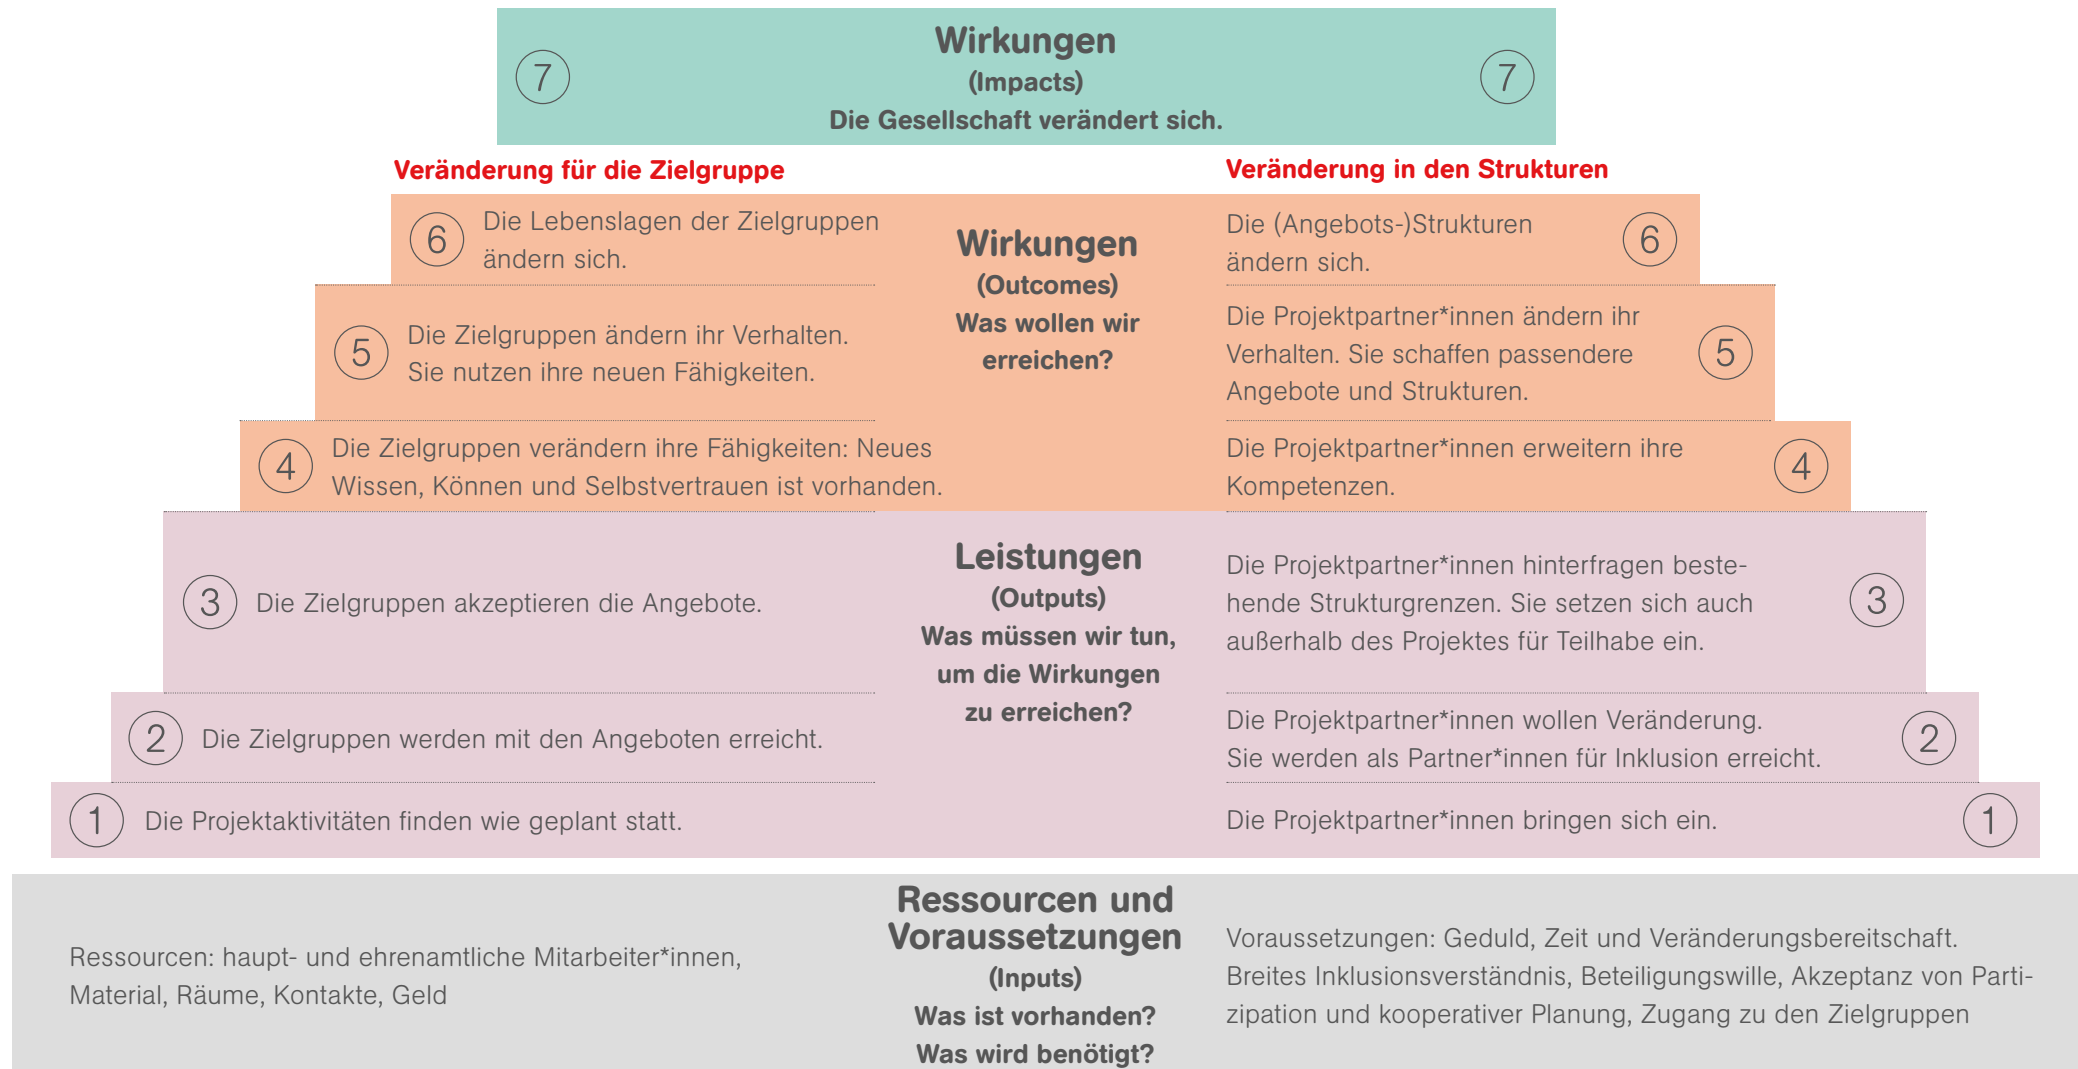 7
Wirkungen
(Impacts)
Die Gesellschaft verändert sich.
7
Veränderung für die Zielgruppe
Veränderung in den Strukturen
6
Die Lebenslagen der Zielgruppen
ändern sich.
5
Die Zielgruppen ändern ihr Verhalten.
Sie nutzen ihre neuen Fähigkeiten.
4
Die Zielgruppen verändern ihre Fähigkeiten: Neues
Wissen, Können und Selbstvertrauen ist vorhanden.
Wirkungen
(Outcomes)
Was wollen wir
erreichen?
Die (Angebots-)Strukturen
ändern sich.
6
Die Projektpartner*innen ändern ihr
Verhalten. Sie schaffen passendere
Angebote und Strukturen.
5
Die Projektpartner*innen erweitern ihre
Kompetenzen.
4
3
Die Zielgruppen akzeptieren die Angebote.
2
Die Zielgruppen werden mit den Angeboten erreicht.
1
Die Projektaktivitäten finden wie geplant statt.
Leistungen
(Outputs)
Was müssen wir tun,
um die Wirkungen
zu erreichen?
Die Projektpartner*innen hinterfragen beste-
hende Strukturgrenzen. Sie setzen sich auch
außerhalb des Projektes für Teilhabe ein.
3
Die Projektpartner*innen wollen Veränderung.
Sie werden als Partner*innen für Inklusion erreicht.
2
Die Projektpartner*innen bringen sich ein.
1
Ressourcen: haupt- und ehrenamtliche Mitarbeiter*innen,
Material, Räume, Kontakte, Geld
Ressourcen und
Voraussetzungen
(Inputs)
Was ist vorhanden?
Was wird benötigt?
Voraussetzungen: Geduld, Zeit und Veränderungsbereitschaft.
Breites Inklusionsverständnis, Beteiligungswille, Akzeptanz von Parti-
zipation und kooperativer Planung, Zugang zu den Zielgruppen